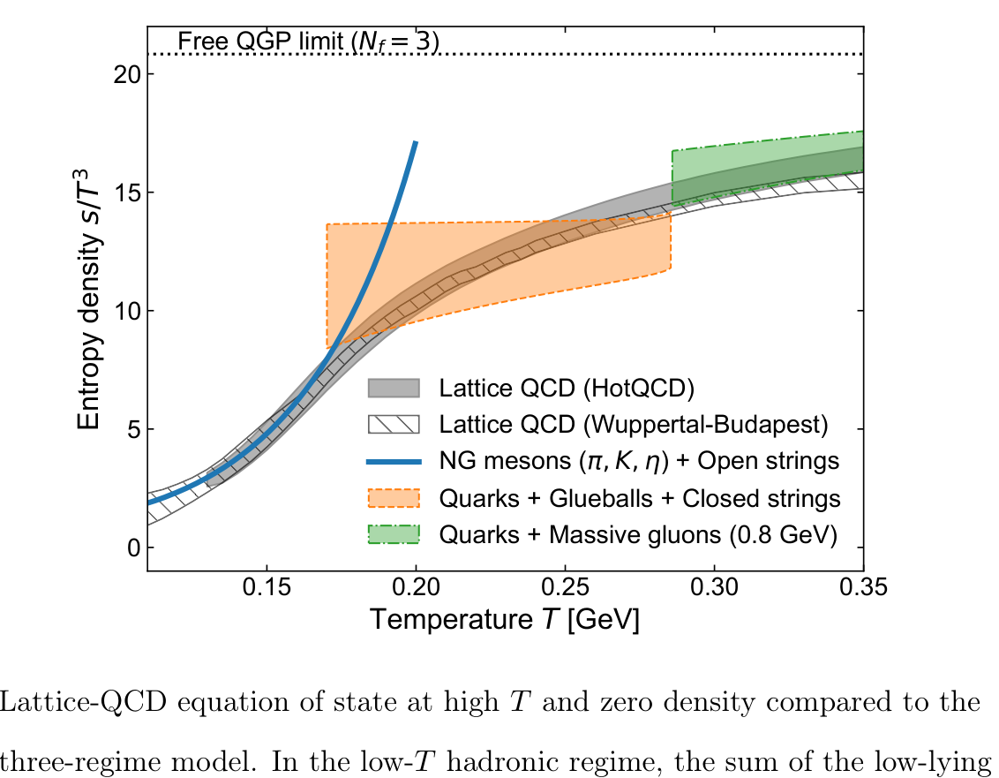 Free QGP limit (N_f = 3)
20
15
10
5
0
Entropy density s/T^3
Lattice QCD (HotQCD)
Lattice QCD (Wuppertal-Budapest)
NG mesons (π, K, η) + Open strings
Quarks + Glueballs + Closed strings
Quarks + Massive gluons (0.8 GeV)
0.15 0.20 0.25 0.30 0.35
Temperature T [GeV]
Lattice-QCD equation of state at high T and zero density compared to the
three-regime model. In the low-T hadronic regime, the sum of the low-lying